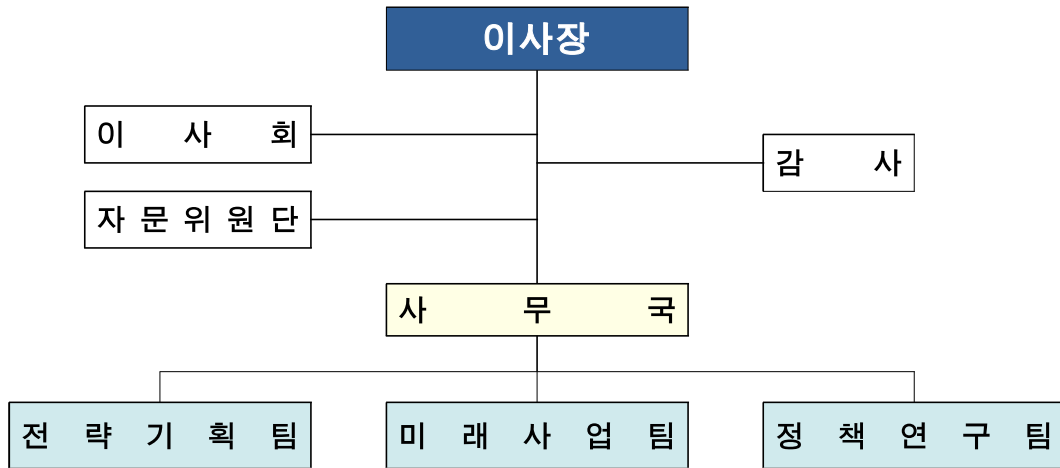 이사장
이 사 회
감 사
자 문 위 원 단
사 무 국
전 략 기 획 팀
미 래 사 업 팀
정 책 연 구 팀